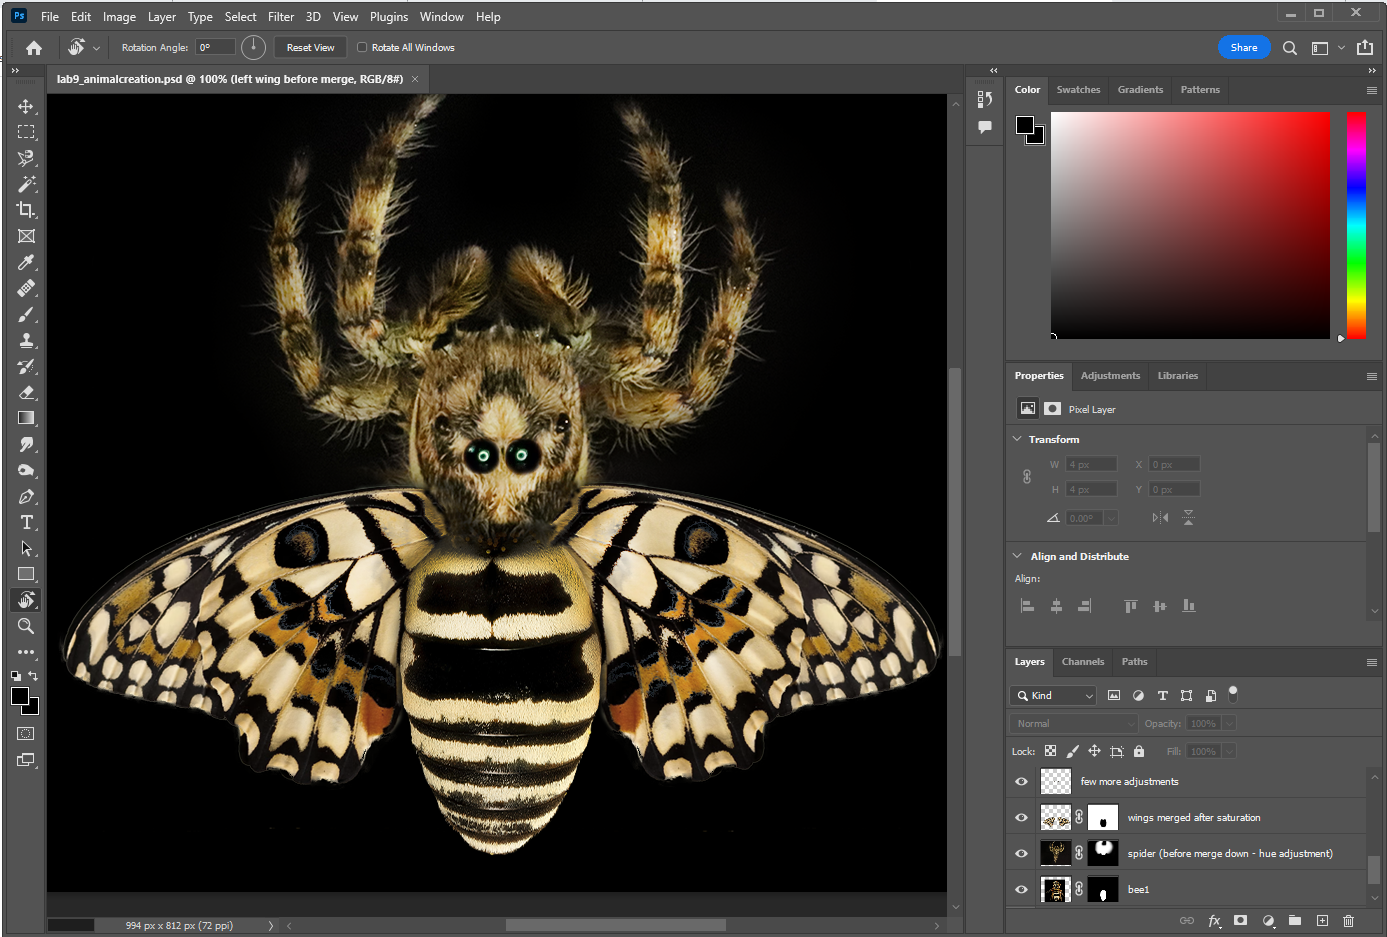 Ps File Edit Image Layer Type Select Filter 3D View Plugins Window Help
Rotation Angle: 0° Reset View Rotate All Windows Share
lab9_animalcreation.psd @ 100% (left wing before merge, RGB/8#) ×
Color Swatches Gradients Patterns
Properties Adjustments Libraries
Pixel Layer
Transform
W 4 px X 0 px
H 4 px Y 0 px
0.00°
Align and Distribute
Align:
Layers Channels Paths
Kind
Normal Opacity: 100%
Lock: Fill: 100%
few more adjustments
wings merged after saturation
spider (before merge down - hue adjustment)
bee1
994 px x 812 px (72 ppi)